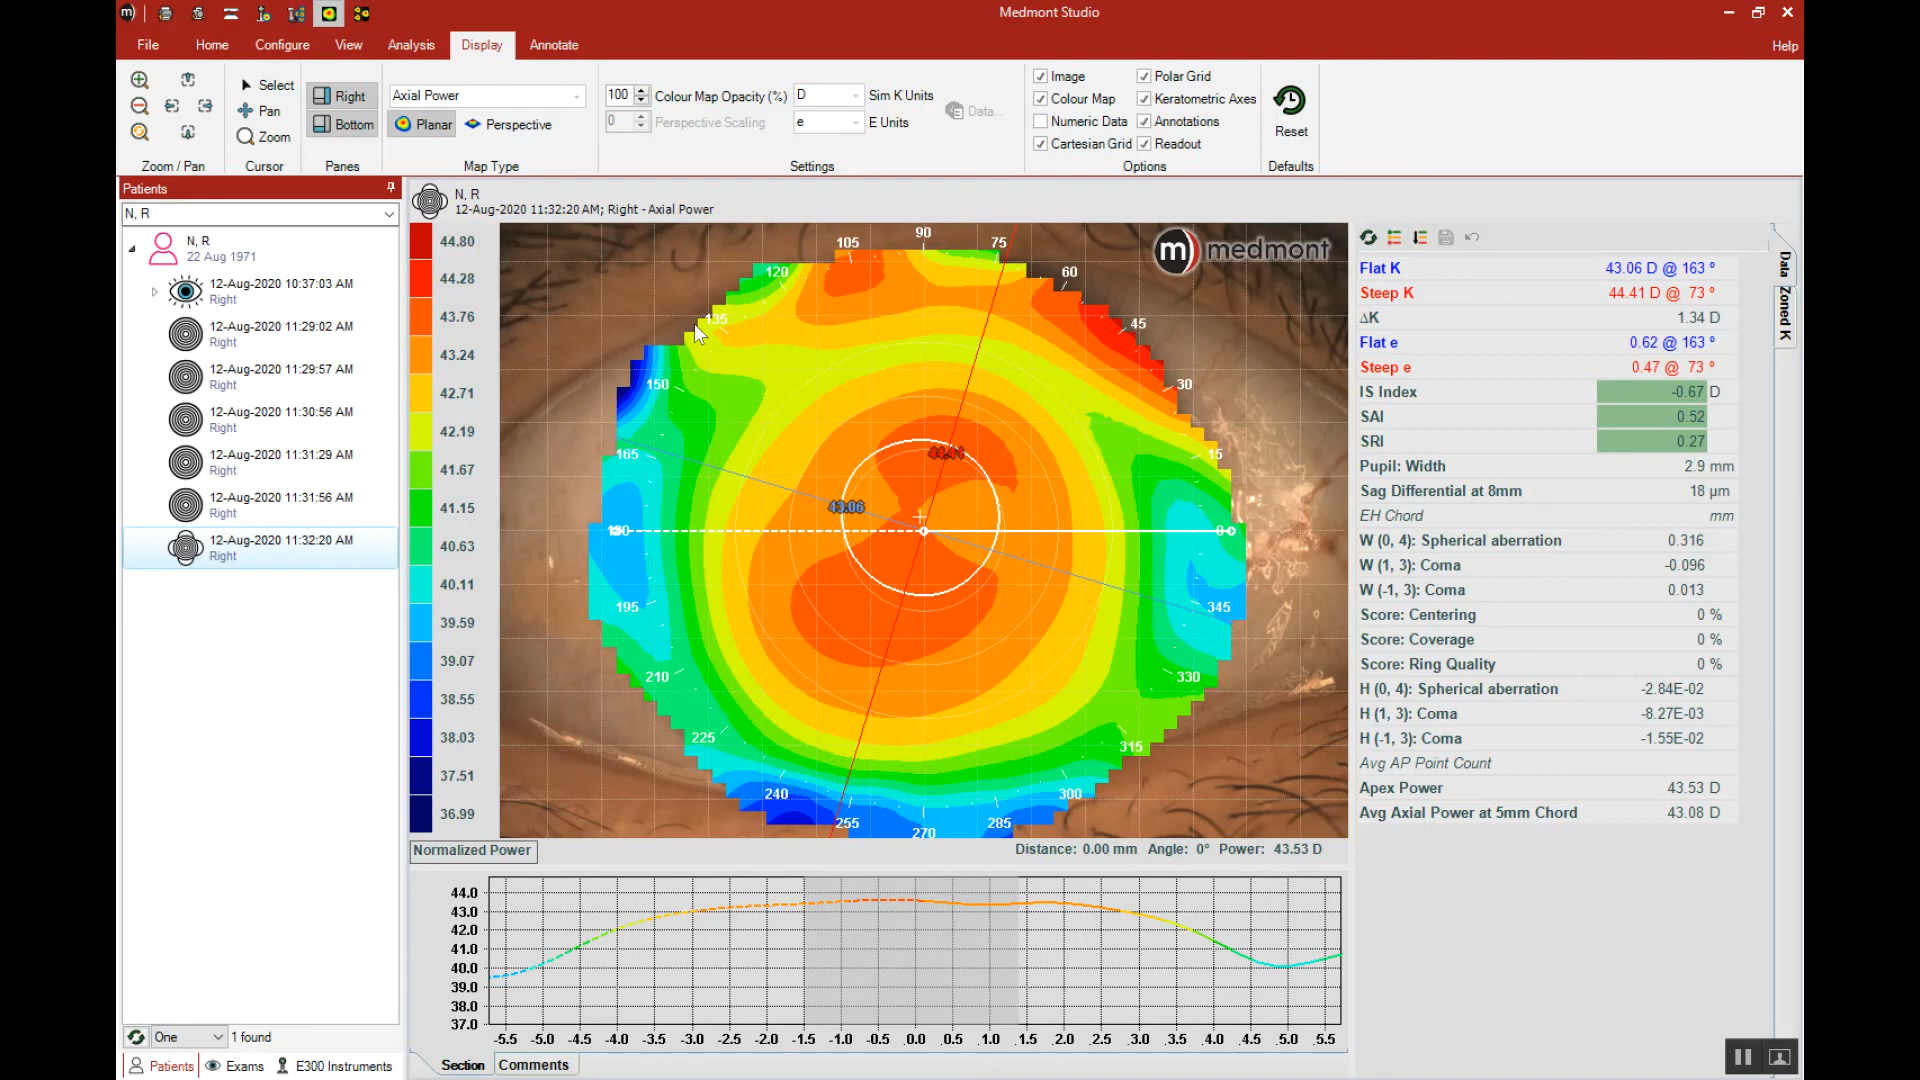 m
Medmont Studio
File Home Configure View Analysis Display Annotate Help
Select
Pan
Zoom
Right
Bottom
Axial Power
Planar Perspective
100 Colour Map Opacity (%)
0 Perspective Scaling
D Sim K Units
e E Units
Data...
Image Polar Grid
Colour Map Keratometric Axes
Numeric Data Annotations
Cartesian Grid Readout
Reset
Zoom / Pan Cursor Panes Map Type Settings Options Defaults
Patients
N, R
N, R
22 Aug 1971
12-Aug-2020 10:37:03 AM
Right
12-Aug-2020 11:29:02 AM
Right
12-Aug-2020 11:29:57 AM
Right
12-Aug-2020 11:30:56 AM
Right
12-Aug-2020 11:31:29 AM
Right
12-Aug-2020 11:31:56 AM
Right
12-Aug-2020 11:32:20 AM
Right
One 1 found
Patients Exams E300 Instruments
N, R
12-Aug-2020 11:32:20 AM; Right - Axial Power
44.80
44.28
43.76
43.24
42.71
42.19
41.67
41.15
40.63
40.11
39.59
39.07
38.55
38.03
37.51
36.99
m medmont
90
105 75
120 60
135 45
150 30
165 15
44.41
43.06
180 0
195 345
210 330
225 315
240 300
255 285
270
Normalized Power
Distance: 0.00 mm Angle: 0° Power: 43.53 D
44.0
43.0
42.0
41.0
40.0
39.0
38.0
37.0
-5.5 -5.0 -4.5 -4.0 -3.5 -3.0 -2.5 -2.0 -1.5 -1.0 -0.5 .0.0 0.5 1.0 1.5 2.0 2.5 3.0 3.5 4.0 4.5 5.0 .5.5
Section Comments
Flat K 43.06 D @ 163 °
Steep K 44.41 D @ 73 °
ΔK 1.34 D
Flat e 0.62 @ 163 °
Steep e 0.47 @ 73 °
IS Index -0.67 D
SAI 0.52
SRI 0.27
Pupil: Width 2.9 mm
Sag Differential at 8mm 18 µm
EH Chord mm
W (0, 4): Spherical aberration 0.316
W (1, 3): Coma -0.096
W (-1, 3): Coma 0.013
Score: Centering 0 %
Score: Coverage 0 %
Score: Ring Quality 0 %
H (0, 4): Spherical aberration -2.84E-02
H (1, 3): Coma -8.27E-03
H (-1, 3): Coma -1.55E-02
Avg AP Point Count
Apex Power 43.53 D
Avg Axial Power at 5mm Chord 43.08 D
Data
Zoned K